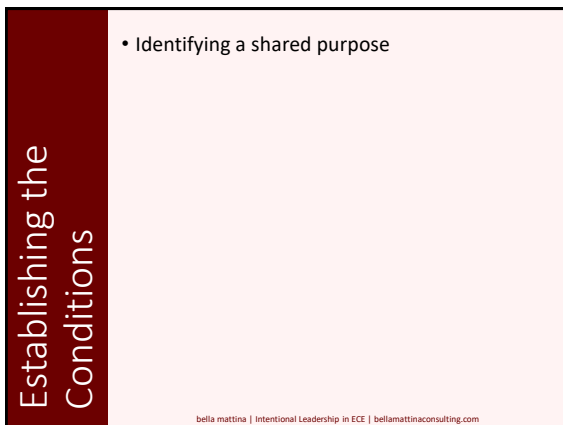 Establishing the
Conditions
• Identifying a shared purpose
bella mattina | Intentional Leadership in ECE | bellamattinaconsulting.com